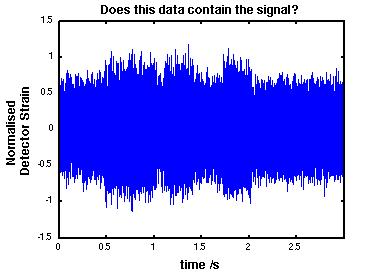 Does this data contain the signal?
1.5
1
0.5
0
-0.5
-1
-1.5
Normalised
Detector Strain
0 0.5 1 1.5 2 2.5
time /s